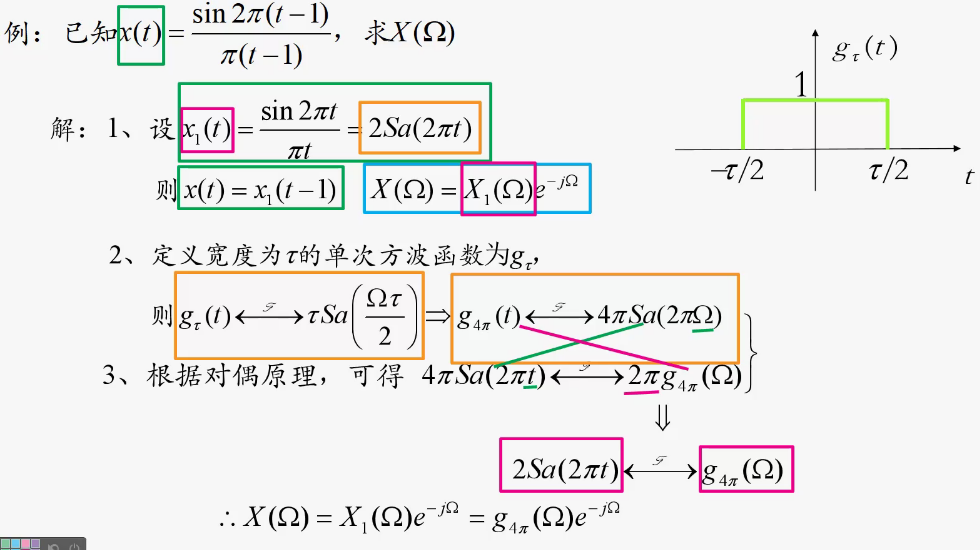 例：已知x(t) = sin 2π(t−1) / π(t−1)，求X(Ω)
g_τ(t)
1
−τ/2 τ/2 t
解：1、设x₁(t) = sin 2πt / πt = 2Sa(2πt)
则x(t) = x₁(t−1) X(Ω) = X₁(Ω)e^{−jΩ}
2、定义宽度为τ的单次方波函数为g_τ，
则g_τ(t) ⟷ℱ τSa(Ωτ/2) ⇒ g_{4π}(t) ⟷ℱ 4πSa(2πΩ)
3、根据对偶原理，可得 4πSa(2πt) ⟷ℱ 2πg_{4π}(Ω)
⇓
2Sa(2πt) ⟷ℱ g_{4π}(Ω)
∴ X(Ω) = X₁(Ω)e^{−jΩ} = g_{4π}(Ω)e^{−jΩ}